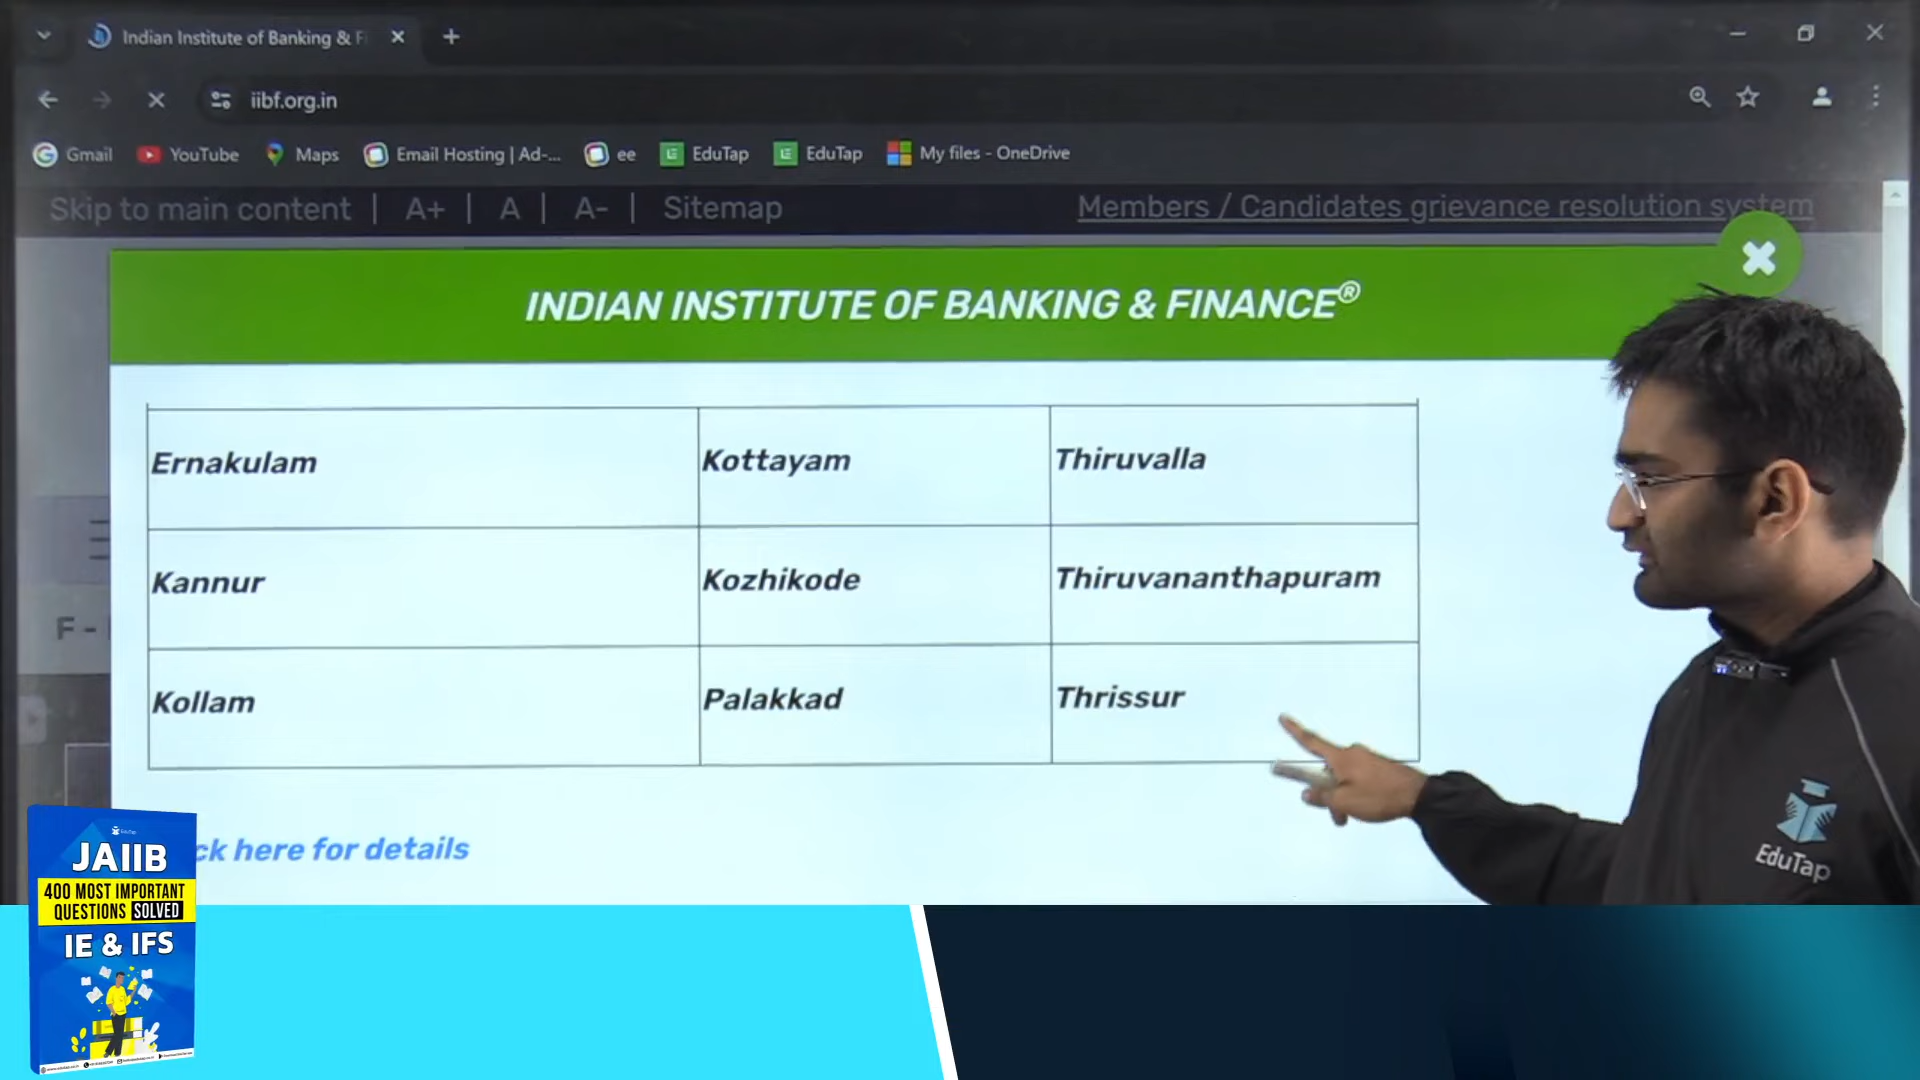 Indian Institute of Banking & Fi
iibf.org.in
Gmail
YouTube
Maps
Email Hosting | Ad-...
ee
EduTap
EduTap
My files - OneDrive
Skip to main content | A+ | A | A- | Sitemap
Members / Candidates grievance resolution system
INDIAN INSTITUTE OF BANKING & FINANCE®
Ernakulam Kottayam Thiruvalla
Kannur Kozhikode Thiruvananthapuram
Kollam Palakkad Thrissur
F -
ck here for details
EduTap
EduTap
JAIIB
400 MOST IMPORTANT
QUESTIONS SOLVED
IE & IFS